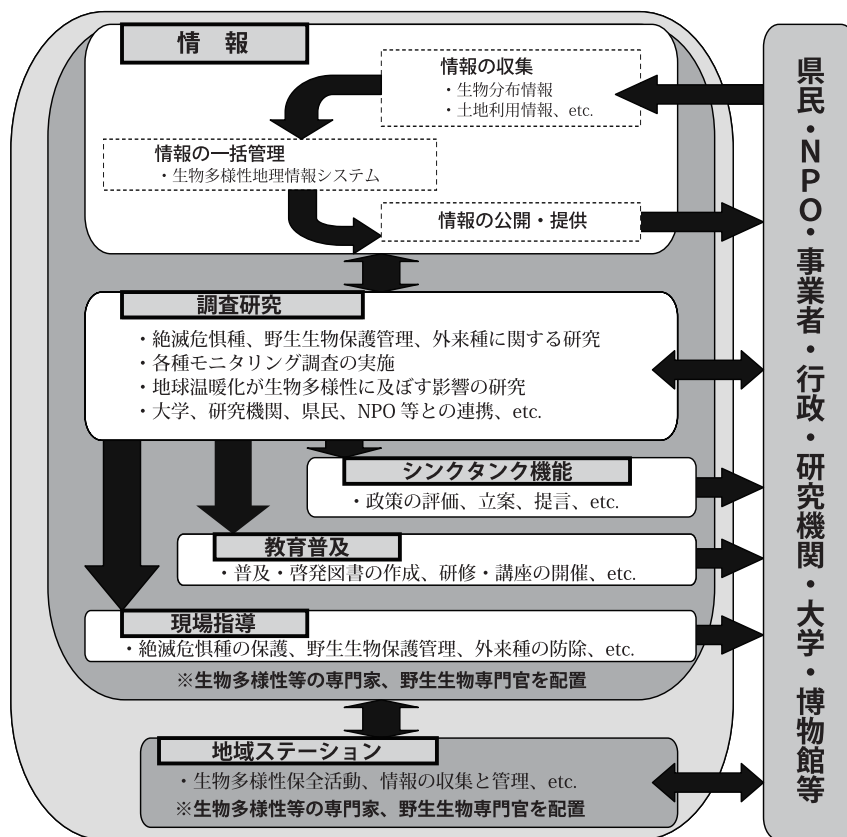 情 報
情報の収集
・生物分布情報
・土地利用情報、etc.
情報の一括管理
・生物多様性地理情報システム
情報の公開・提供
調査研究
・絶滅危惧種、野生生物保護管理、外来種に関する研究
・各種モニタリング調査の実施
・地球温暖化が生物多様性に及ぼす影響の研究
・大学、研究機関、県民、NPO 等との連携、etc.
シンクタンク機能
・政策の評価、立案、提言、etc.
教育普及
・普及・啓発図書の作成、研修・講座の開催、etc.
現場指導
・絶滅危惧種の保護、野生生物保護管理、外来種の防除、etc.
※生物多様性等の専門家、野生生物専門官を配置
地域ステーション
・生物多様性保全活動、情報の収集と管理、etc.
※生物多様性等の専門家、野生生物専門官を配置
県民・NPO・事業者・行政・研究機関・大学・博物館等